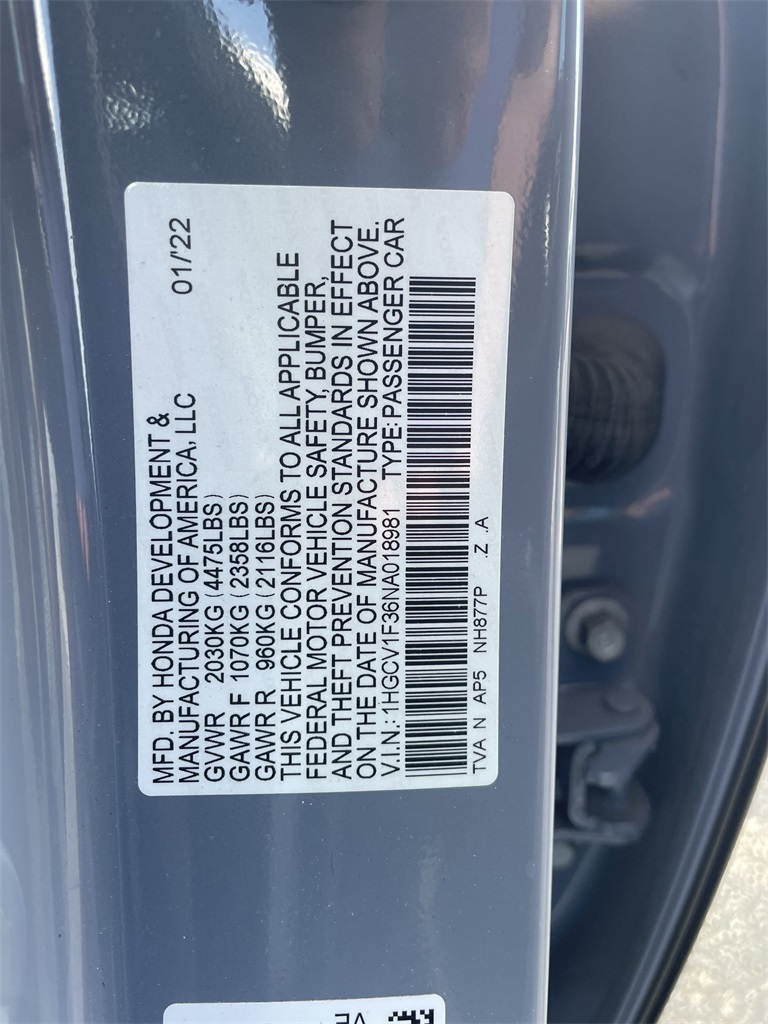 MFD. BY HONDA DEVELOPMENT &
MANUFACTURING OF AMERICA, LLC 01/'22
GVWR 2030KG (4475LBS)
GAWR F 1070KG (2358LBS)
GAWR R 960KG (2116LBS)
THIS VEHICLE CONFORMS TO ALL APPLICABLE
FEDERAL MOTOR VEHICLE SAFETY, BUMPER,
AND THEFT PREVENTION STANDARDS IN EFFECT
ON THE DATE OF MANUFACTURE SHOWN ABOVE.
V.I.N.: 1HGCV1F36NA018981 TYPE: PASSENGER CAR
TVA N AP5 NH877P .Z .A